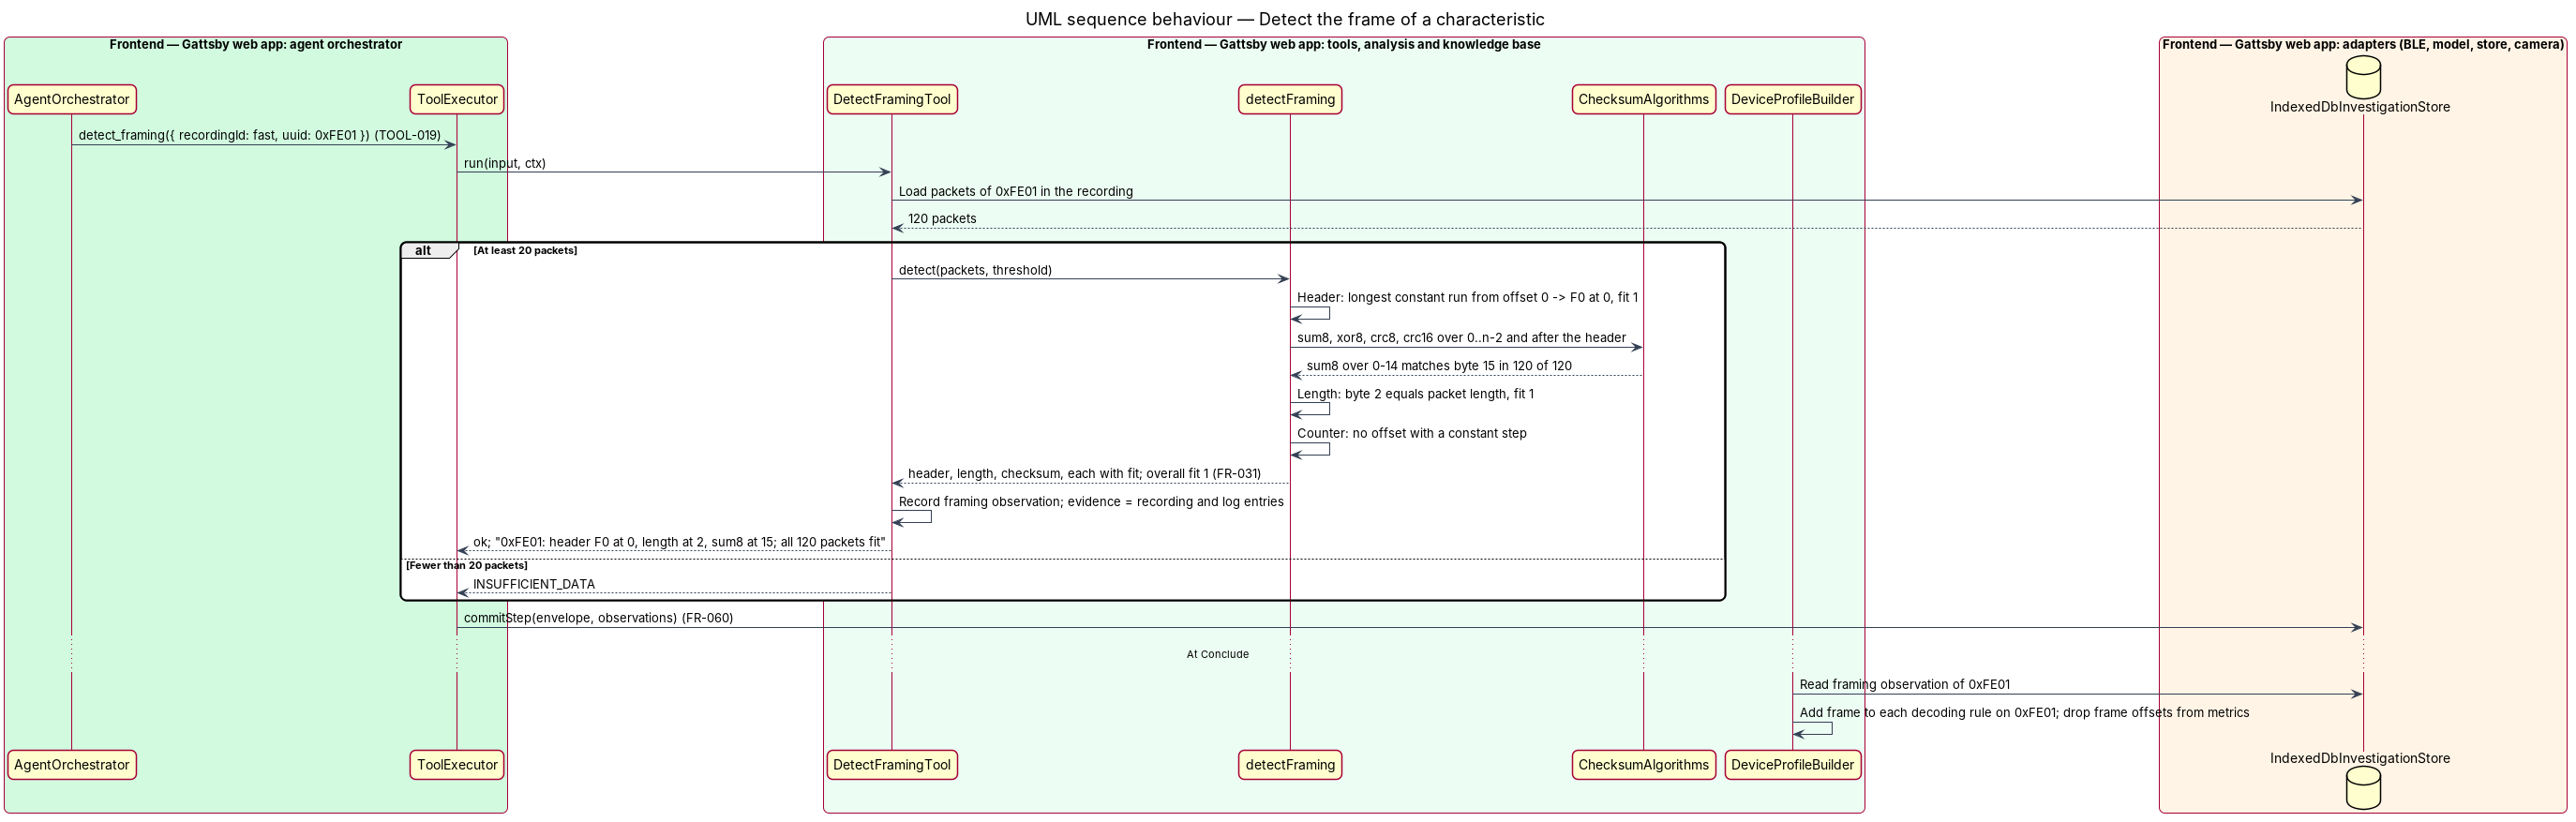 UML sequence behaviour — Detect the frame of a characteristic
Frontend — Gattsby web app: agent orchestrator
Frontend — Gattsby web app: tools, analysis and knowledge base
Frontend — Gattsby web app: adapters (BLE, model, store, camera)
AgentOrchestrator
ToolExecutor
DetectFramingTool
detectFraming
ChecksumAlgorithms
DeviceProfileBuilder
IndexedDbInvestigationStore
detect_framing({ recordingId: fast, uuid: 0xFE01 }) (TOOL-019)
run(input, ctx)
Load packets of 0xFE01 in the recording
120 packets
alt
[At least 20 packets]
detect(packets, threshold)
Header: longest constant run from offset 0 -> F0 at 0, fit 1
sum8, xor8, crc8, crc16 over 0..n-2 and after the header
sum8 over 0-14 matches byte 15 in 120 of 120
Length: byte 2 equals packet length, fit 1
Counter: no offset with a constant step
header, length, checksum, each with fit; overall fit 1 (FR-031)
Record framing observation; evidence = recording and log entries
ok; "0xFE01: header F0 at 0, length at 2, sum8 at 15; all 120 packets fit"
[Fewer than 20 packets]
INSUFFICIENT_DATA
commitStep(envelope, observations) (FR-060)
At Conclude
Read framing observation of 0xFE01
Add frame to each decoding rule on 0xFE01; drop frame offsets from metrics
AgentOrchestrator
ToolExecutor
DetectFramingTool
detectFraming
ChecksumAlgorithms
DeviceProfileBuilder
IndexedDbInvestigationStore